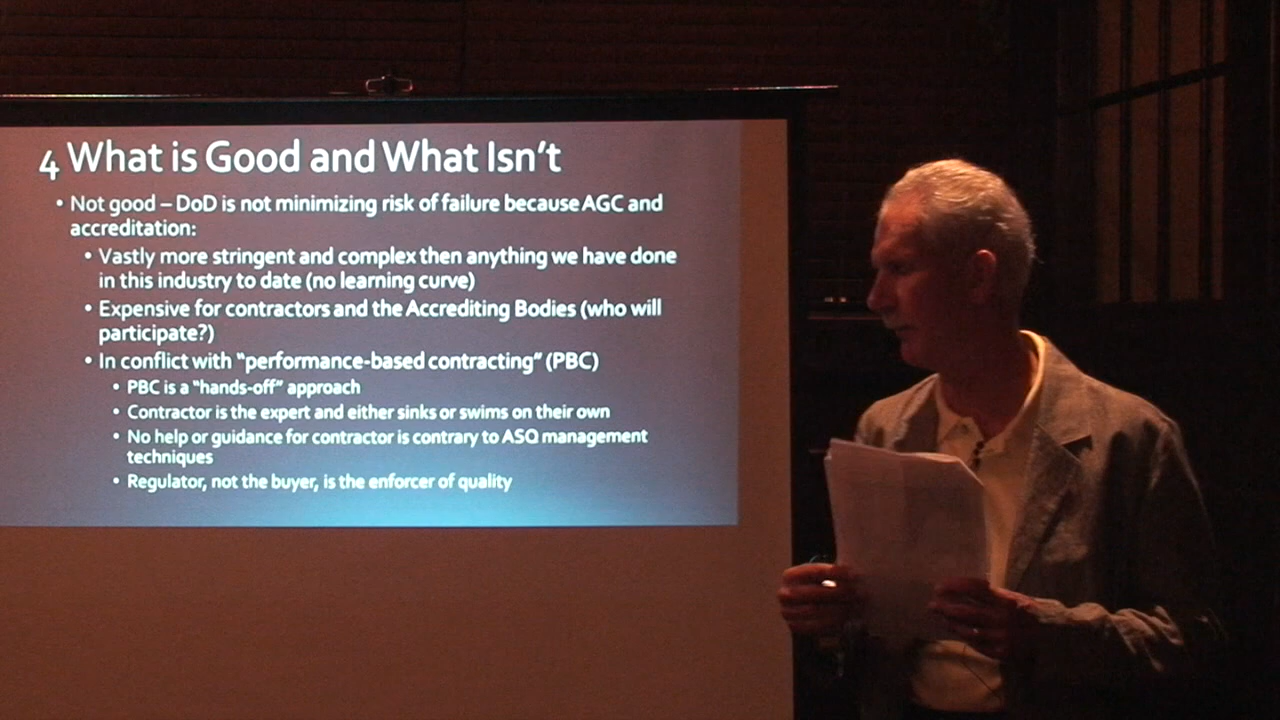 4 What is Good and What Isn't
• Not good – DoD is not minimizing risk of failure because AGC and
accreditation:
• Vastly more stringent and complex then anything we have done
in this industry to date (no learning curve)
• Expensive for contractors and the Accrediting Bodies (who will
participate?)
• In conflict with "performance-based contracting" (PBC)
• PBC is a "hands-off" approach
• Contractor is the expert and either sinks or swims on their own
• No help or guidance for contractor is contrary to ASQ management
techniques
• Regulator, not the buyer, is the enforcer of quality